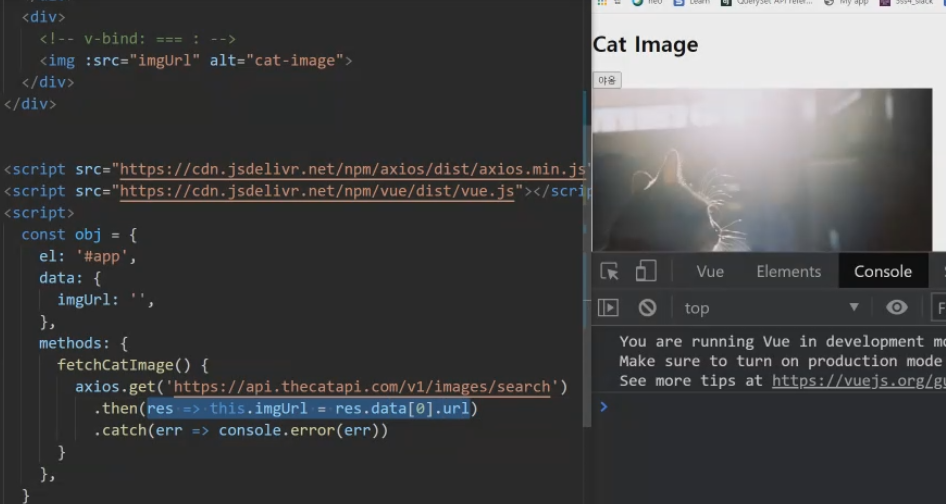 <div>
<!-- v-bind: === : -->
<img :src="imgUrl" alt="cat-image">
</div>
</div>
<script src="https://cdn.jsdelivr.net/npm/axios/dist/axios.min.js"
<script src="https://cdn.jsdelivr.net/npm/vue/dist/vue.js"></scrip
<script>
const obj = {
el: '#app',
data: {
imgUrl: '',
},
methods: {
fetchCatImage() {
axios.get('https://api.thecatapi.com/v1/images/search')
.then(res => this.imgUrl = res.data[0].url)
.catch(err => console.error(err))
}
},
}
neo Learn QuerySet API refer... My app
Cat Image
야옹
Vue Elements Console
top
You are running Vue in development mo
Make sure to turn on production mode
See more tips at https://vuejs.org/gu
>